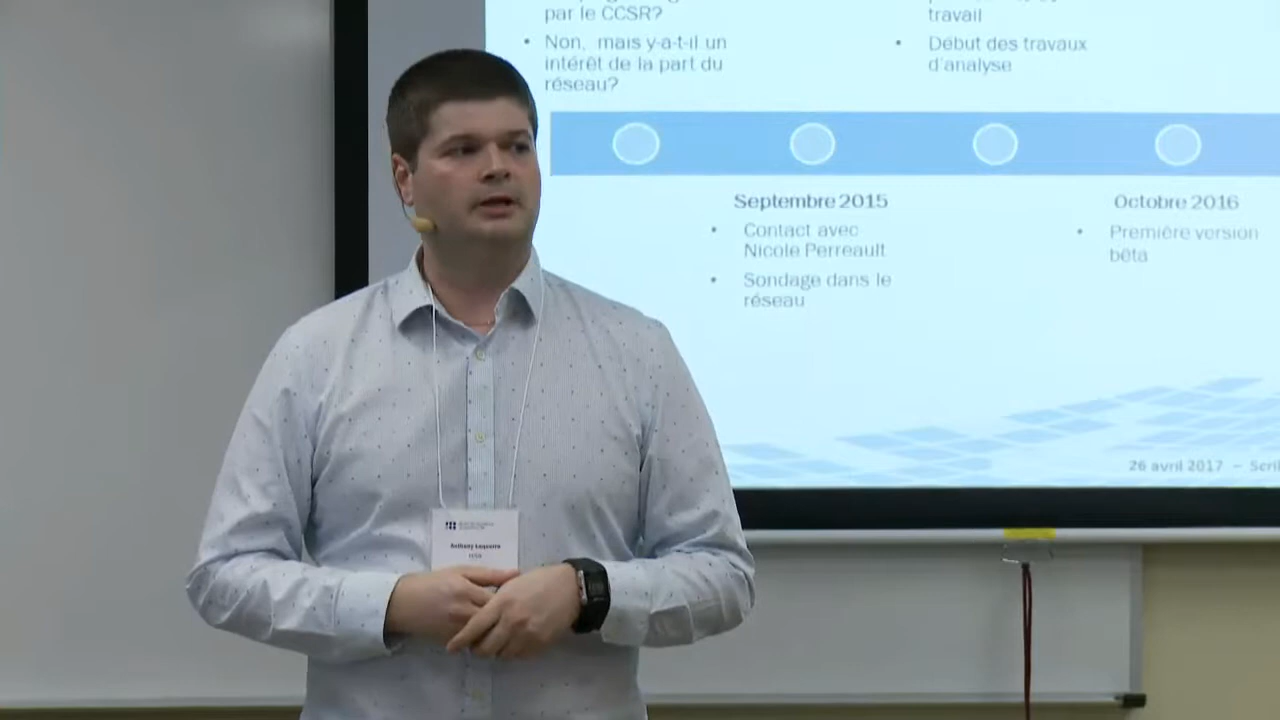 par le CCSR?
• Non, mais y-a-t-il un
intérêt de la part du
réseau?
travail
• Début des travaux
d'analyse
Septembre 2015
• Contact avec
Nicole Perreault
• Sondage dans le
réseau
Octobre 2016
• Première version
bêta
26 avril 2017 – Scri